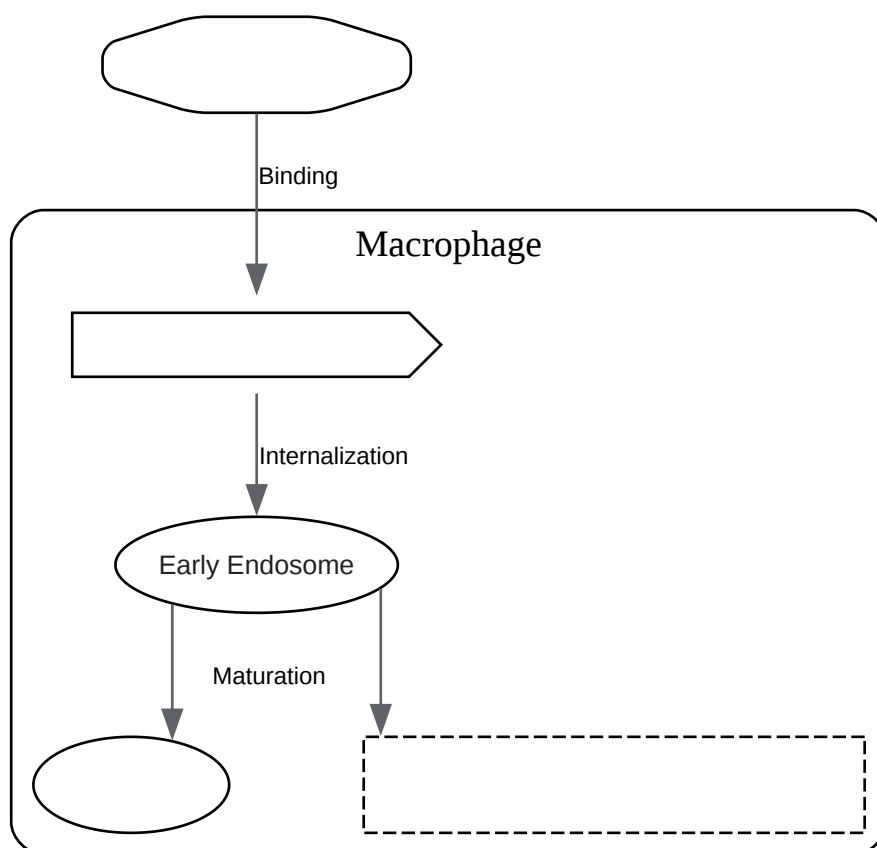 Binding
Macrophage
Internalization
Early Endosome
Maturation